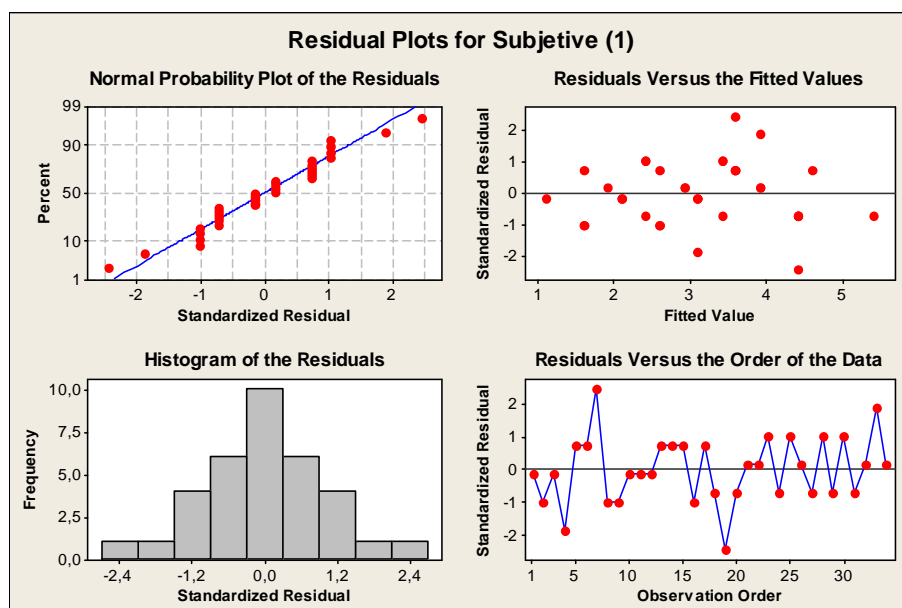 Residual Plots for Subjetive (1)
Normal Probability Plot of the Residuals
99
90
50
10
1
Percent
-2 -1 0 1 2
Standardized Residual
Residuals Versus the Fitted Values
2
1
0
-1
-2
Standardized Residual
1 2 3 4 5
Fitted Value
Histogram of the Residuals
10,0
7,5
5,0
2,5
0,0
Frequency
-2,4 -1,2 0,0 1,2 2,4
Standardized Residual
Residuals Versus the Order of the Data
2
1
0
-1
-2
Standardized Residual
1 5 10 15 20 25 30
Observation Order